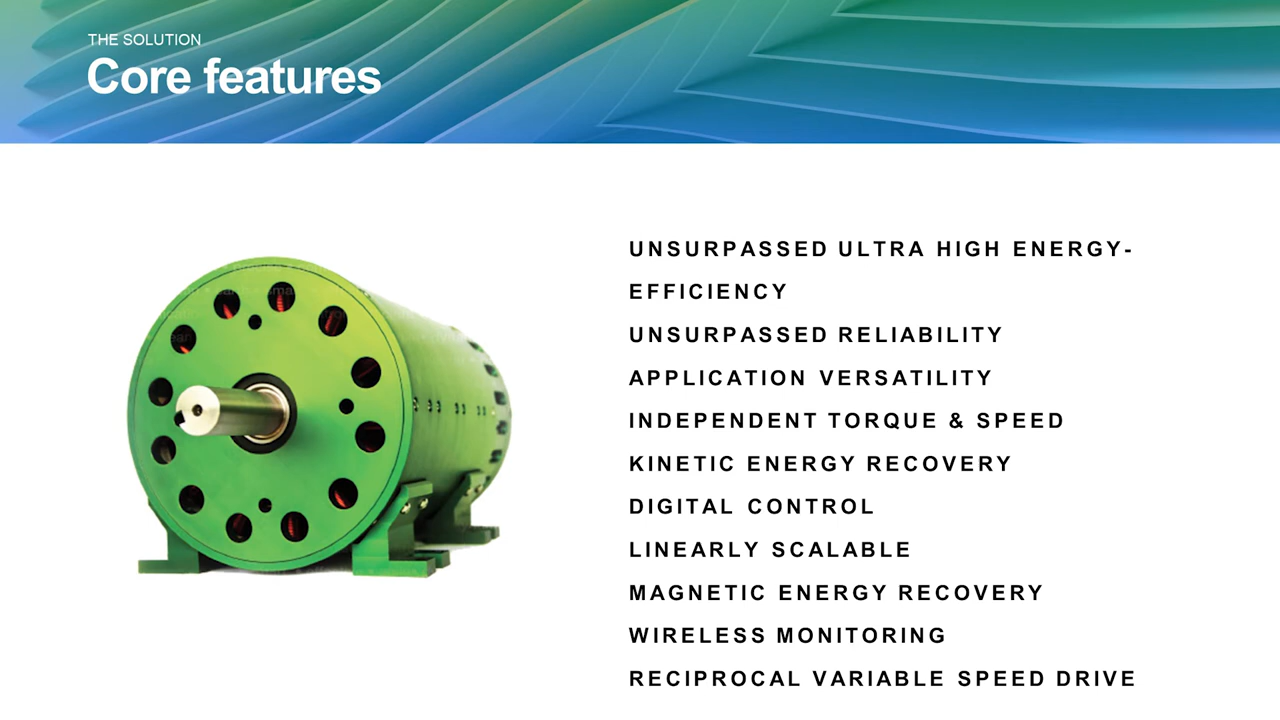 THE SOLUTION
Core features
UNSURPASSED ULTRA HIGH ENERGY-
EFFICIENCY
UNSURPASSED RELIABILITY
APPLICATION VERSATILITY
INDEPENDENT TORQUE & SPEED
KINETIC ENERGY RECOVERY
DIGITAL CONTROL
LINEARLY SCALABLE
MAGNETIC ENERGY RECOVERY
WIRELESS MONITORING
RECIPROCAL VARIABLE SPEED DRIVE